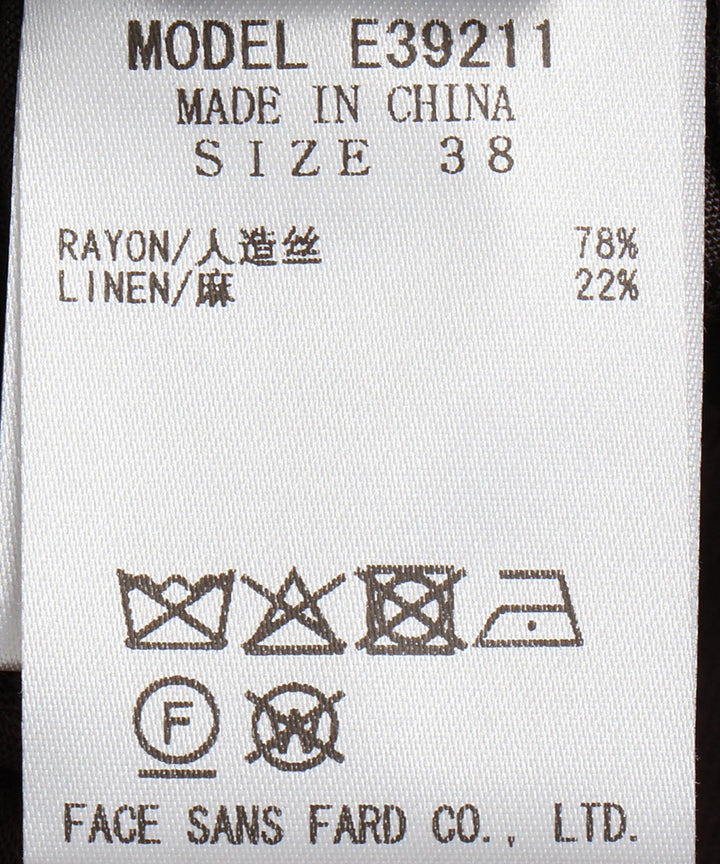 MODEL E39211
MADE IN CHINA
SIZE 38
RAYON/人造丝 78%
LINEN/麻 22%
F W
FACE SANS FARD CO., LTD.